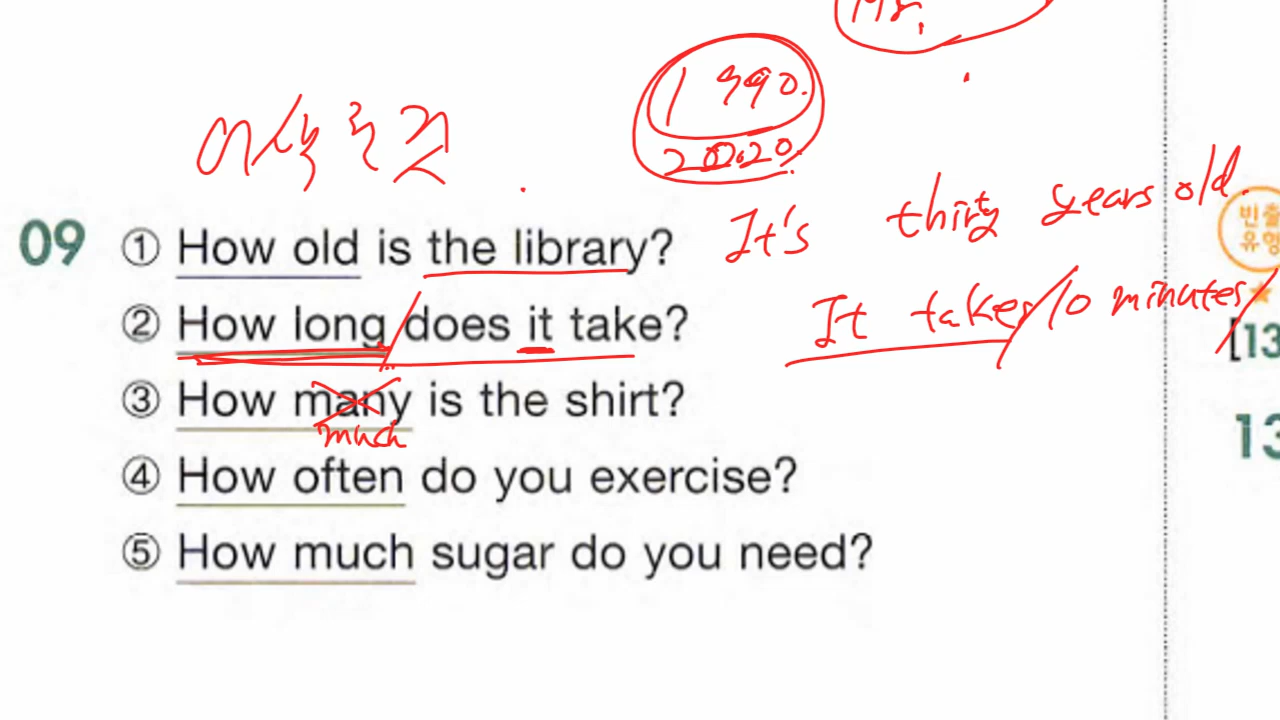 Mr.
1990.
2020.
어색한 것
It's thirty years old.
09 ① How old is the library?
② How long does it take?
It takes 10 minutes
③ How many is the shirt?
much
④ How often do you exercise?
⑤ How much sugar do you need?
빈출
유형
[13
13